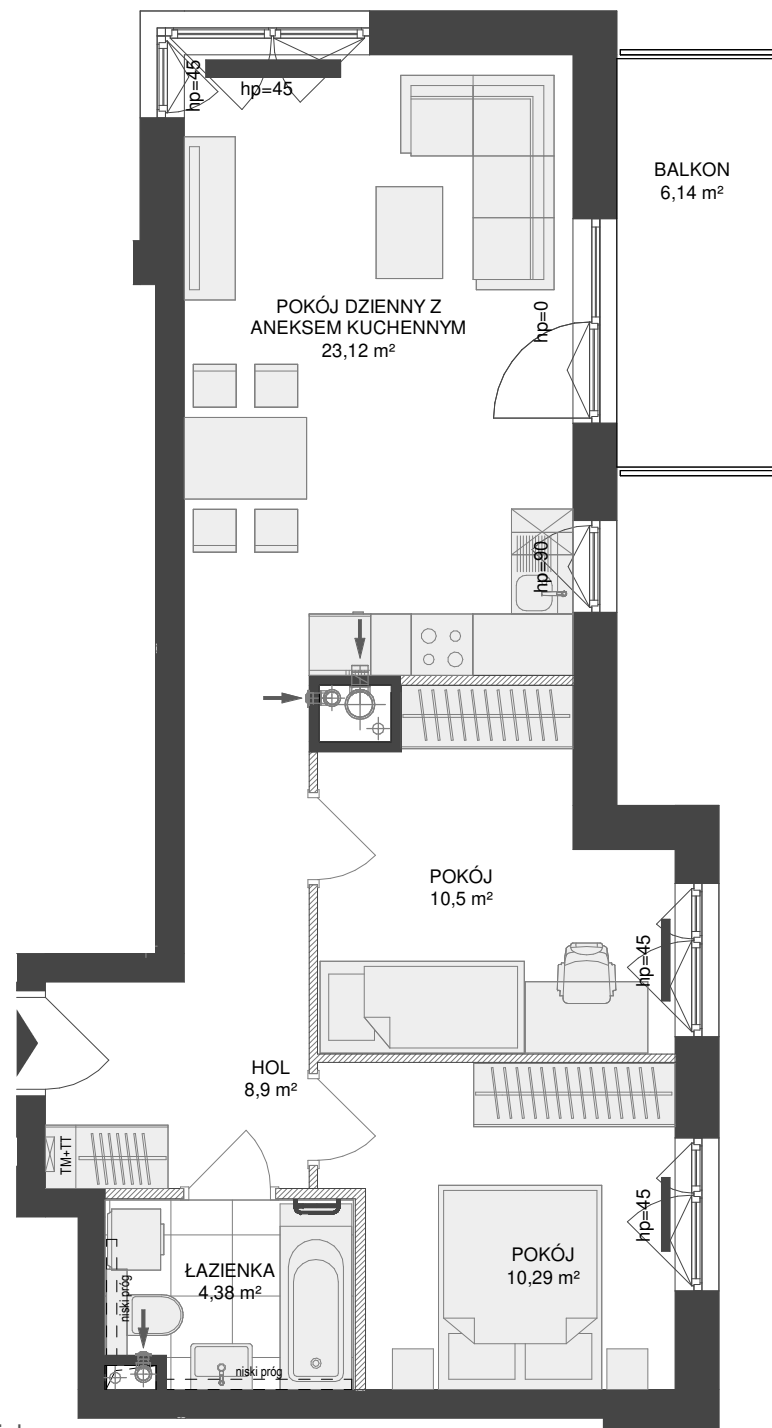 hp=45
hp=45
BALKON
6,14 m²
POKÓJ DZIENNY Z
ANEKSEM KUCHENNYM
23,12 m²
hp=0
hp=90
POKÓJ
10,5 m²
hp=45
HOL
8,9 m²
TM+TT
hp=45
POKÓJ
10,29 m²
ŁAZIENKA
4,38 m²
niski próg
niski próg